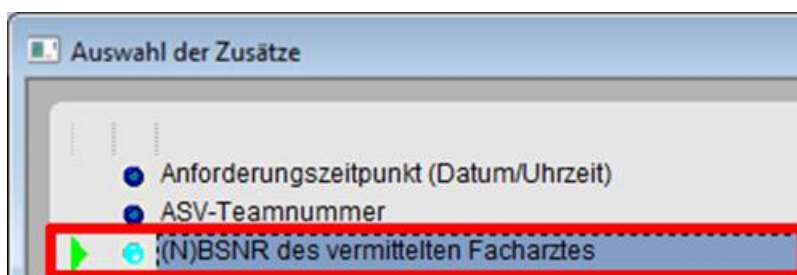 Auswahl der Zusätze
Anforderungszeitpunkt (Datum/Uhrzeit)
ASV-Teamnummer
(N)BSNR des vermittelten Facharztes